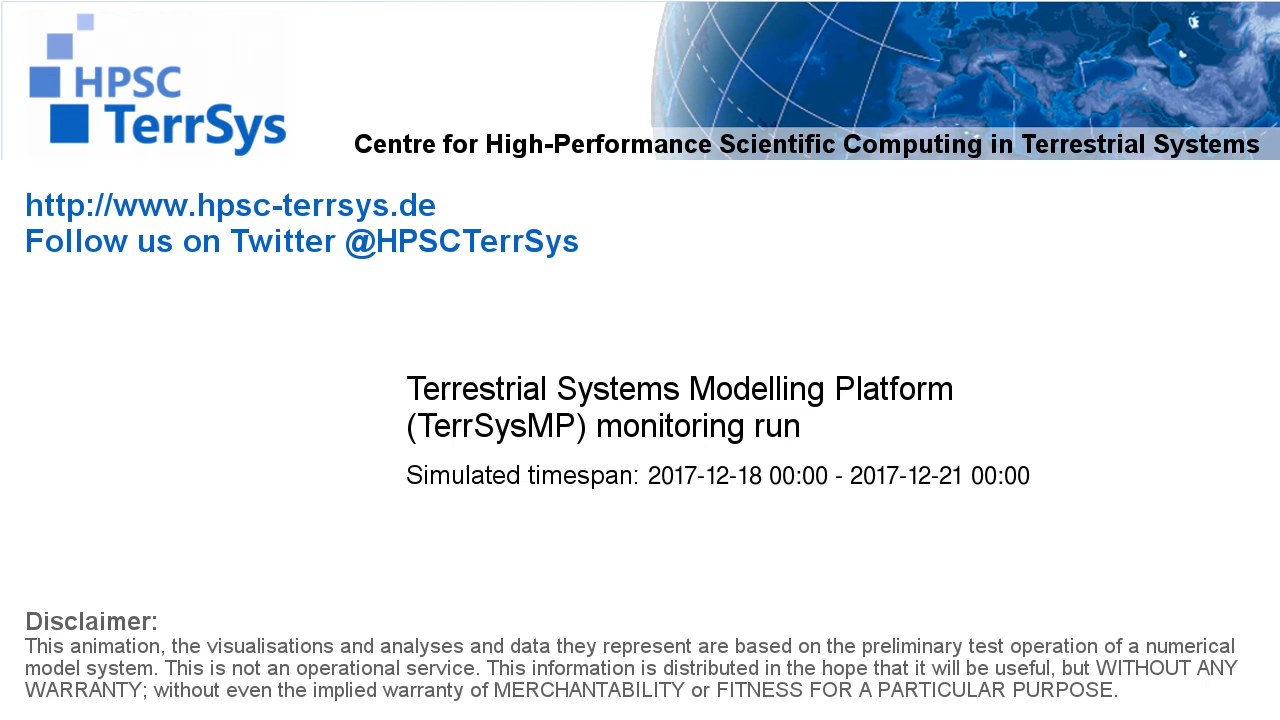 HPSC
TerrSys
Centre for High-Performance Scientific Computing in Terrestrial Systems
http://www.hpsc-terrsys.de
Follow us on Twitter @HPSCTerrSys
Terrestrial Systems Modelling Platform
(TerrSysMP) monitoring run
Simulated timespan: 2017-12-18 00:00 - 2017-12-21 00:00
Disclaimer:
This animation, the visualisations and analyses and data they represent are based on the preliminary test operation of a numerical
model system. This is not an operational service. This information is distributed in the hope that it will be useful, but WITHOUT ANY
WARRANTY; without even the implied warranty of MERCHANTABILITY or FITNESS FOR A PARTICULAR PURPOSE.